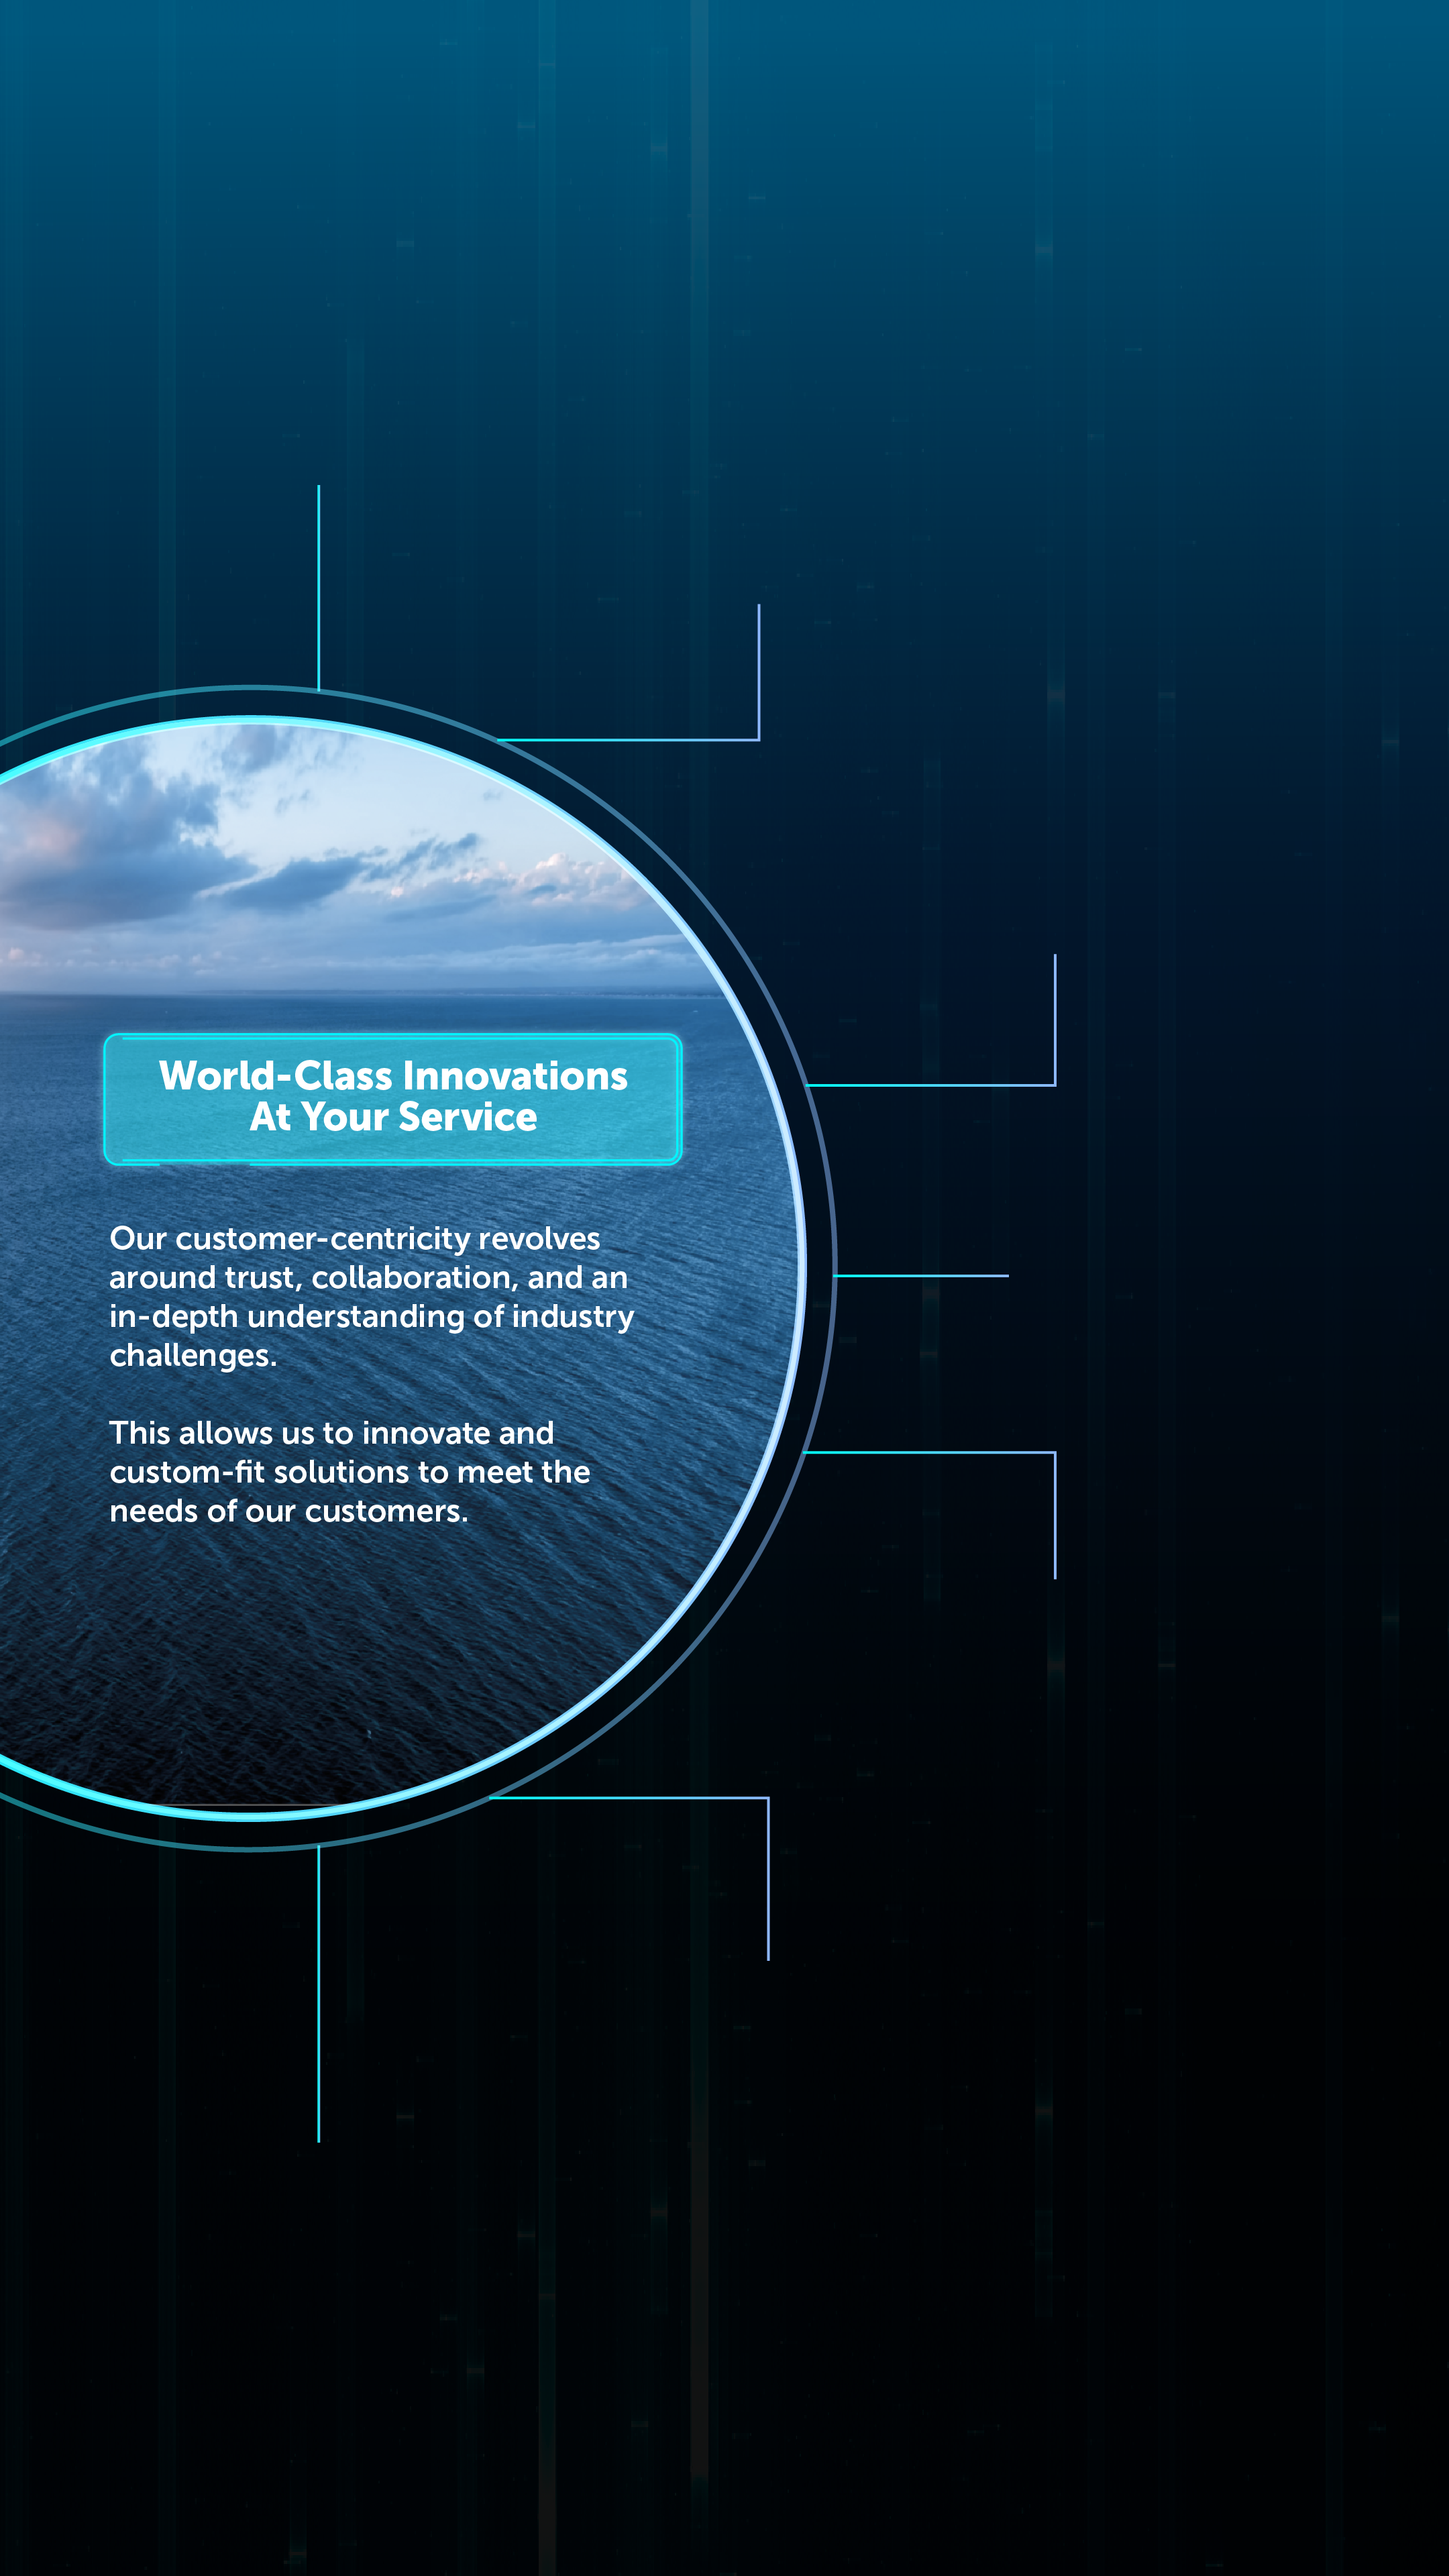 World-Class Innovations
At Your Service
Our customer-centricity revolves
around trust, collaboration, and an
in-depth understanding of industry
challenges.
This allows us to innovate and
custom-fit solutions to meet the
needs of our customers.